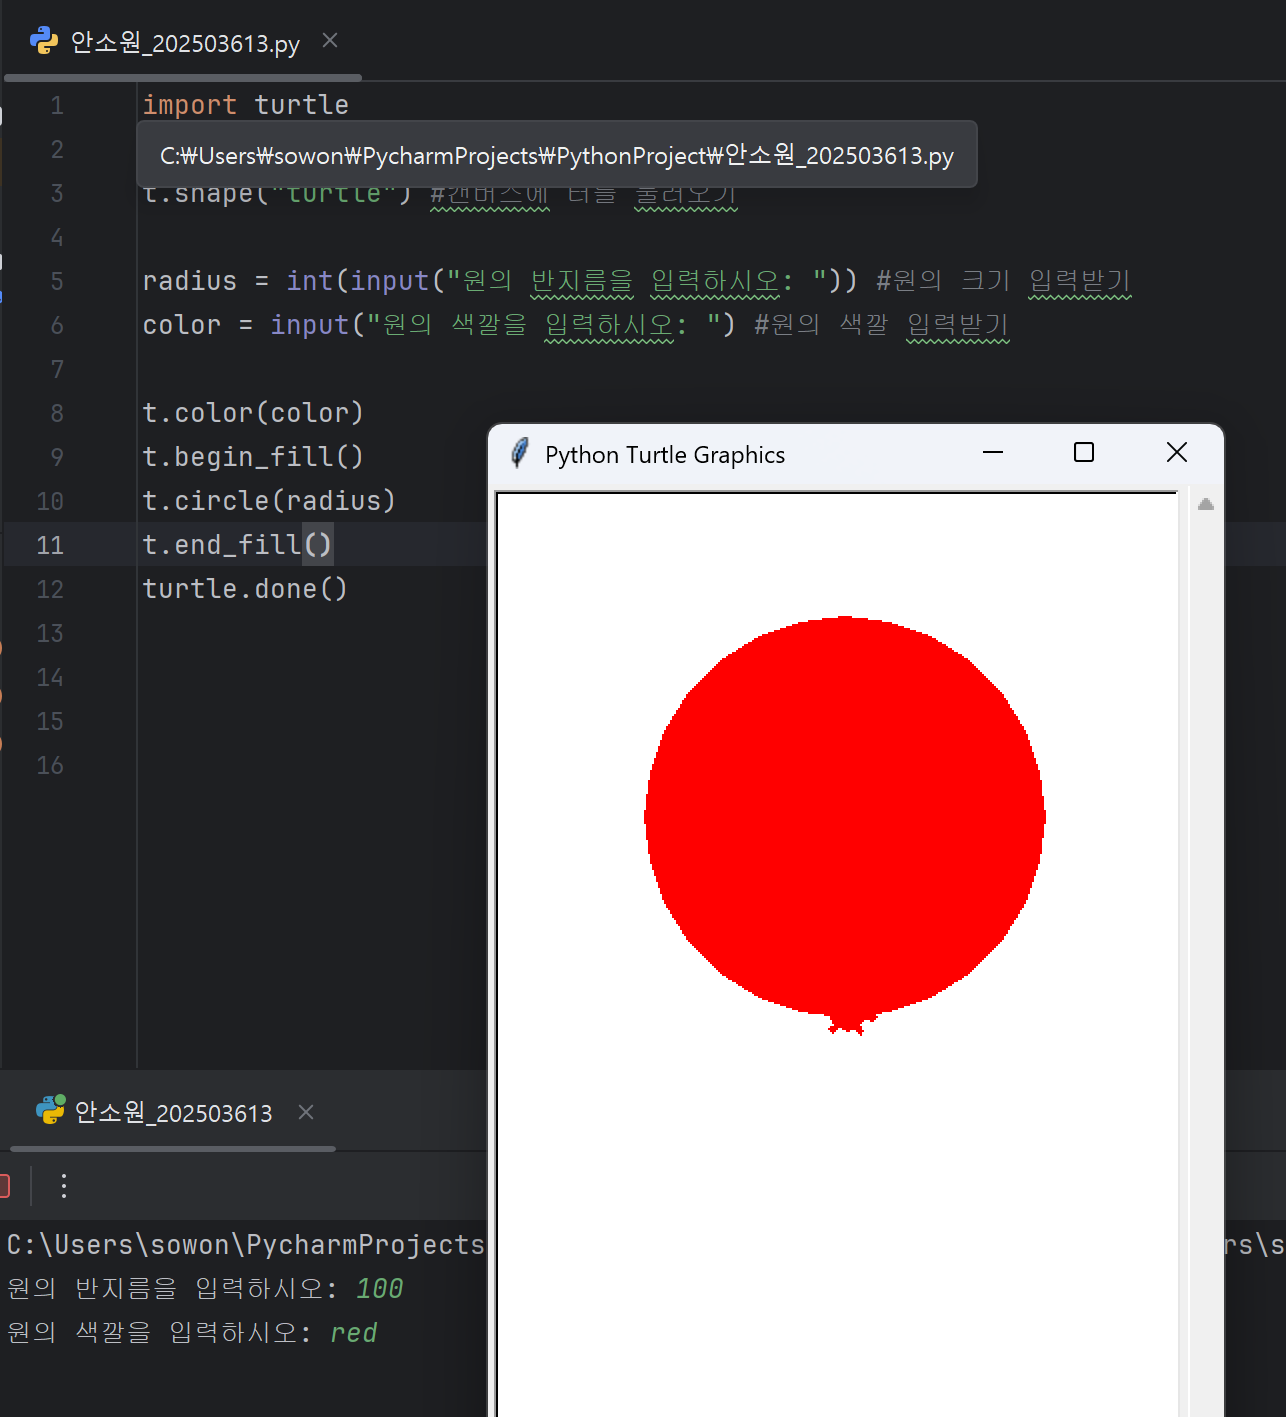 안소원_202503613.py
1 import turtle
2
C:₩Users₩sowon₩PycharmProjects₩PythonProject₩안소원_202503613.py
3 t.shape("turtle") #캔버스에 터틀 불러오기
4
5 radius = int(input("원의 반지름을 입력하시오: ")) #원의 크기 입력받기
6 color = input("원의 색깔을 입력하시오: ") #원의 색깔 입력받기
7
8 t.color(color)
9 t.begin_fill()
10 t.circle(radius)
11 t.end_fill()
12 turtle.done()
13
14
15
16
Python Turtle Graphics
안소원_202503613
C:\Users\sowon\PycharmProjects rs\s
원의 반지름을 입력하시오: 100
원의 색깔을 입력하시오: red